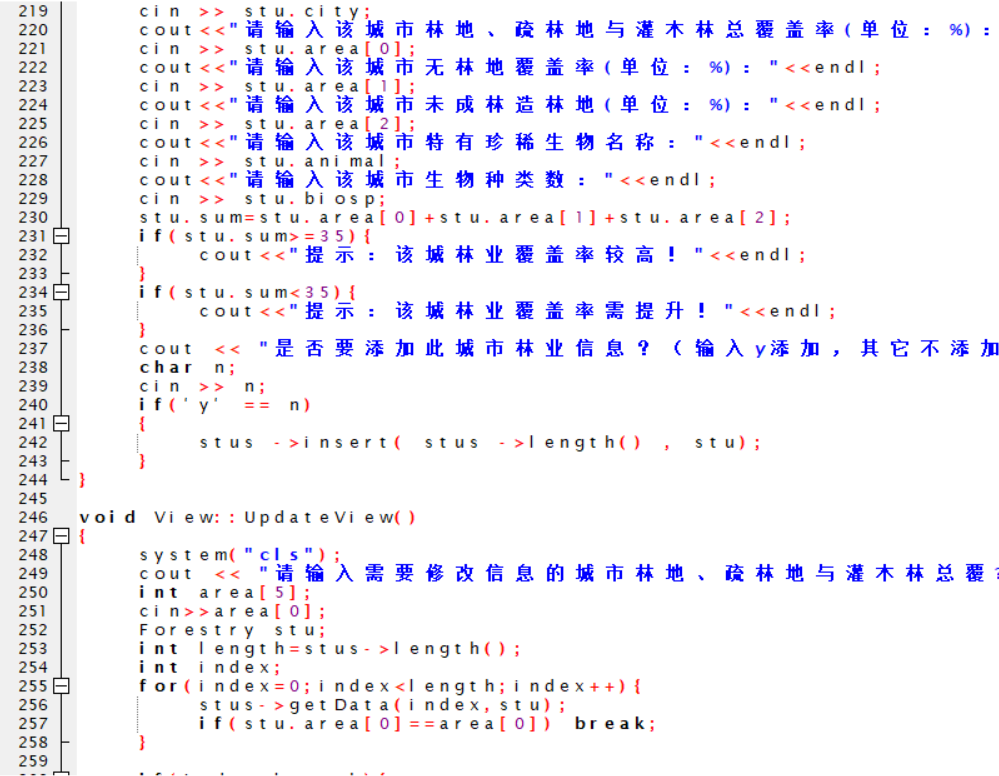 219 cin >> stu.city;
220 cout<<"请输入该城市林地、疏林地与灌木林总覆盖率(单位：%)：
221 cin >> stu.area[0];
222 cout<<"请输入该城市无林地覆盖率(单位：%)："<<endl;
223 cin >> stu.area[1];
224 cout<<"请输入该城市未成林造林地(单位：%)："<<endl;
225 cin >> stu.area[2];
226 cout<<"请输入该城市特有珍稀生物名称："<<endl;
227 cin >> stu.animal;
228 cout<<"请输入该城市生物种类数："<<endl;
229 cin >> stu.biosp;
230 stu.sum=stu.area[0]+stu.area[1]+stu.area[2];
231 if(stu.sum>=35){
232 cout<<"提示：该城林业覆盖率较高！"<<endl;
233 }
234 if(stu.sum<35){
235 cout<<"提示：该城林业覆盖率需提升！"<<endl;
236 }
237 cout << "是否要添加此城市林业信息？（输入y添加，其它不添加
238 char n;
239 cin >> n;
240 if('y' == n)
241 {
242 stus ->insert( stus ->length() , stu);
243 }
244 }
245
246 void View::UpdateView()
247 {
248 system("cls");
249 cout << "请输入需要修改信息的城市林地、疏林地与灌木林总覆
250 int area[5];
251 cin>>area[0];
252 Forestry stu;
253 int length=stus->length();
254 int index;
255 for(index=0;index<length;index++){
256 stus->getData(index,stu);
257 if(stu.area[0]==area[0]) break;
258 }
259